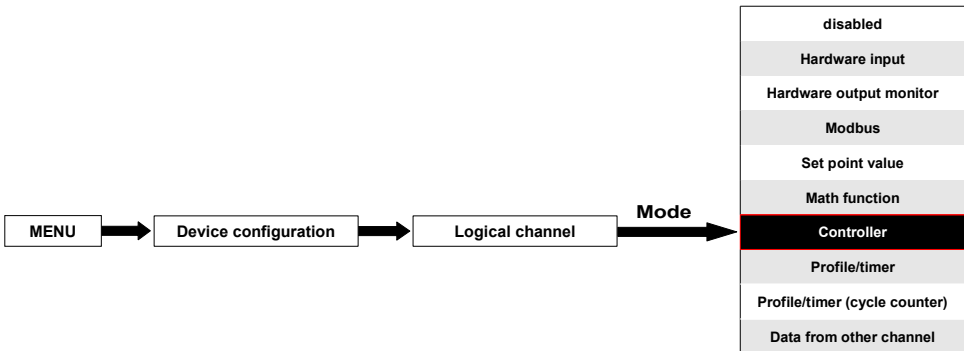 disabled
Hardware input
Hardware output monitor
Modbus
Set point value
Math function
MENU
Device configuration
Logical channel
Mode
Controller
Profile/timer
Profile/timer (cycle counter)
Data from other channel